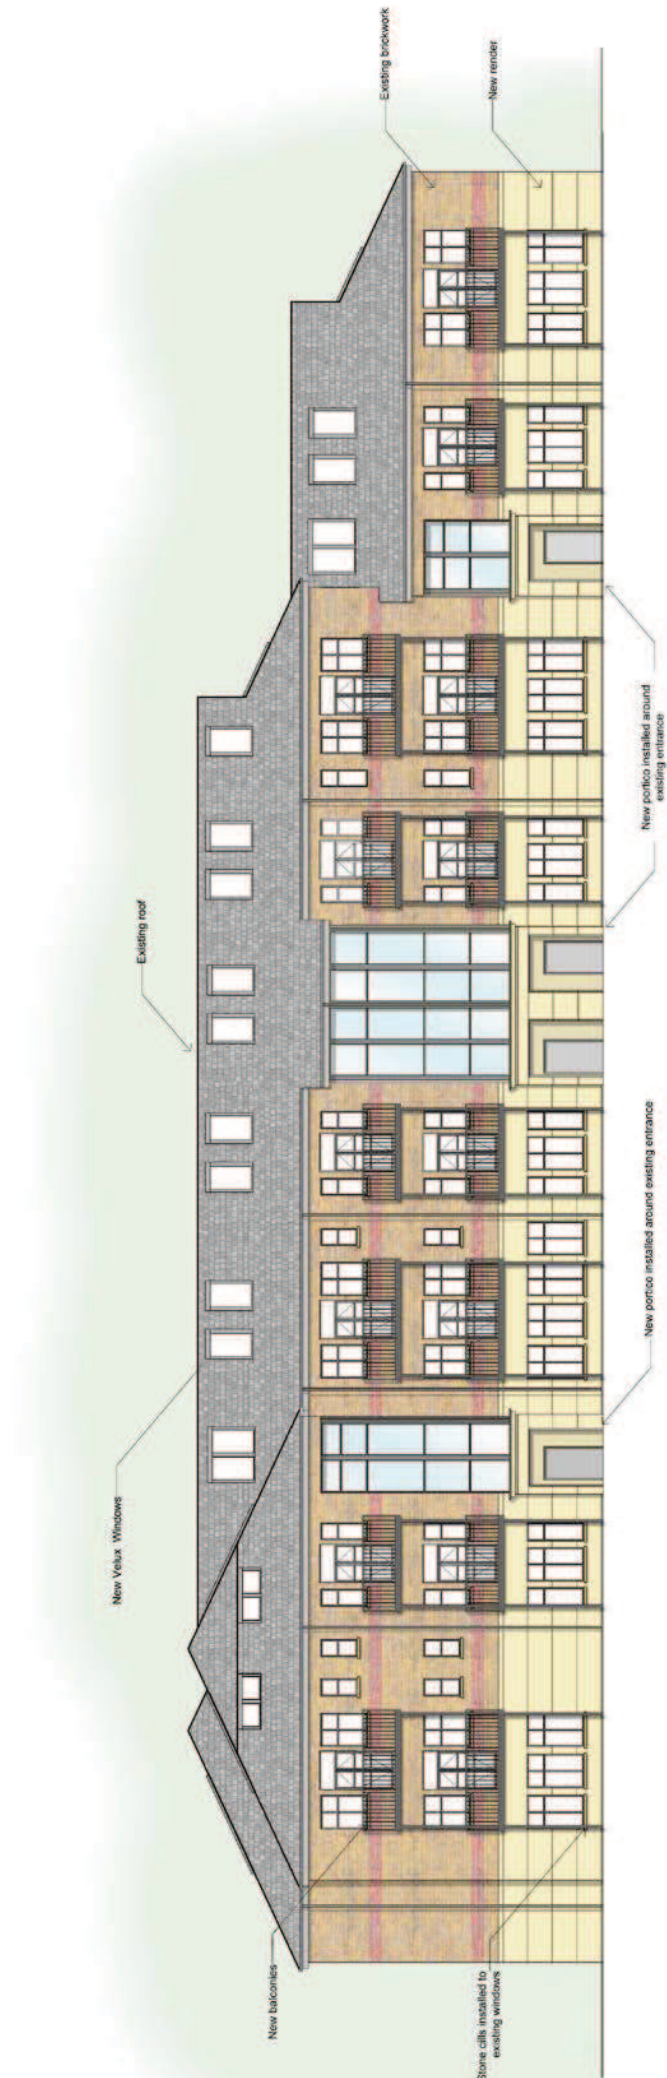 Stone cills installed to
existing windows
New balconies
New Velux Windows
Existing roof
Existing brickwork
New render
New portico installed around existing entrance
New portico installed around
existing entrance